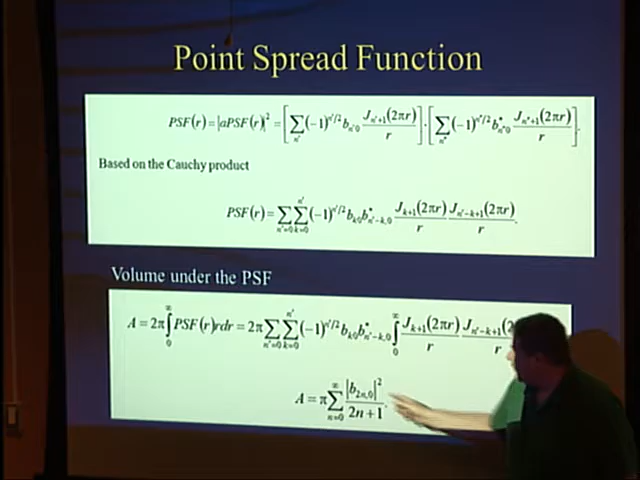 Point Spread Function
PSF(r) = |aPSF(r)|² = [∑_{n'} (−1)^{n'/2} b_{n'0} J_{n'+1}(2πr)/r] · [∑_{n''} (−1)^{n''/2} b*_{n''0} J_{n''+1}(2πr)/r].
Based on the Cauchy product
PSF(r) = ∑_{n'=0} ∑_{k=0}^{n'} (−1)^{n'/2} b_{k0} b*_{n'−k,0} J_{k+1}(2πr)/r J_{n'−k+1}(2πr)/r.
Volume under the PSF
A = 2π ∫_0^∞ PSF(r) r dr = 2π ∑_{n'=0} ∑_{k=0}^{n'} (−1)^{n'/2} b_{k0} b*_{n'−k,0} ∫_0^∞ J_{k+1}(2πr)/r J_{n'−k+1}(2/r
A = π ∑_{n=0}^∞ |b_{2n,0}|²/2n+1.